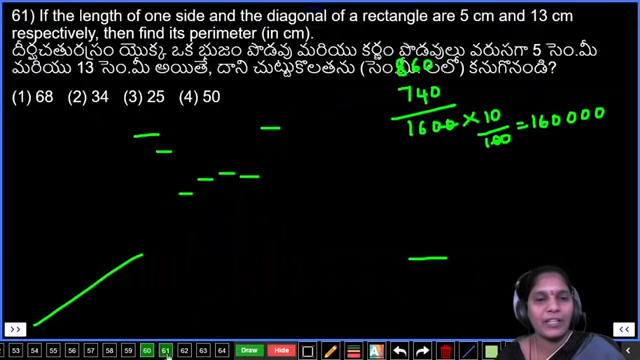 61) If the length of one side and the diagonal of a rectangle are 5 cm and 13 cm
respectively, then find its perimeter (in cm).
దీర్ఘచతురస్రం యొక్క ఒక భుజం పొడవు మరియు కర్ణం పొడవులు వరుసగా 5 సెం.మీ
మరియు 13 సెం.మీ అయితే, దాని చుట్టుకొలతను (సెం.మీ లలో) కనుగొనండి?
(1) 68 (2) 34 (3) 25 (4) 50
860
740
1600 × 10/100 = 160000
>> 53 54 55 56 57 58 59 60 61 62 63 64 Draw Hide A >>